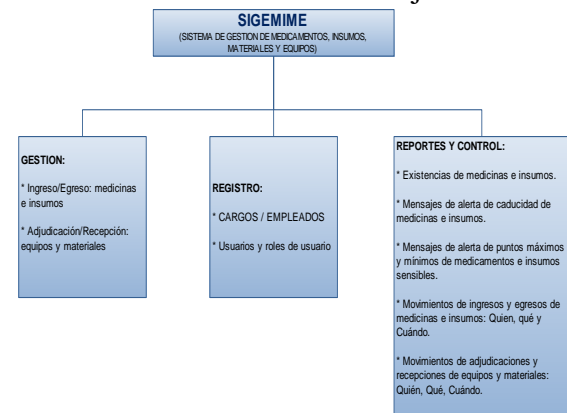 SIGEMIME
(SISTEMA DE GESTION DE MEDICAMENTOS, INSUMOS,
MATERIALES Y EQUIPOS)
GESTION:
* Ingreso/Egreso: medicinas
e insumos
* Adjudicación/Recepción:
equipos y materiales
REGISTRO:
* CARGOS / EMPLEADOS
* Usuarios y roles de usuario
REPORTES Y CONTROL:
* Existencias de medicinas e insumos.
* Mensajes de alerta de caducidad de
medicinas e insumos.
* Mensajes de alerta de puntos máximos
y mínimos de medicamentos e insumos
sensibles.
* Movimientos de ingresos y egresos de
medicinas e insumos: Quien, qué y
Cuándo.
* Movimientos de adjudicaciones y
recepciones de equipos y materiales:
Quién, Qué, Cuándo.